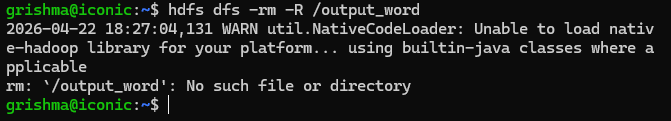 grishma@iconic:~$ hdfs dfs -rm -R /output_word
2026-04-22 18:27:04,131 WARN util.NativeCodeLoader: Unable to load nativ
e-hadoop library for your platform... using builtin-java classes where a
pplicable
rm: `/output_word': No such file or directory
grishma@iconic:~$